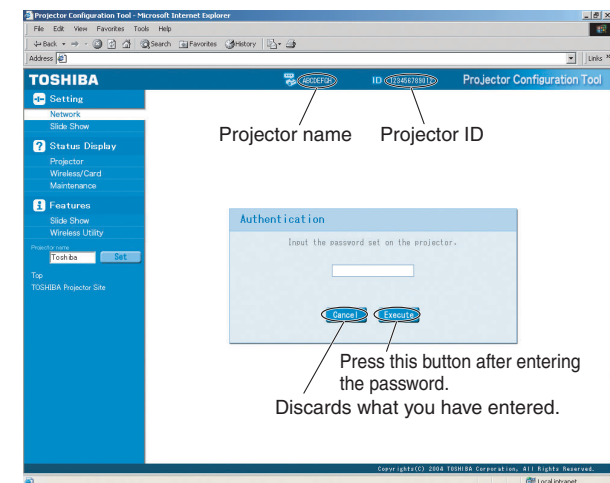 Projector Configuration Tool - Microsoft Internet Explorer
File Edit View Favorites Tools Help
Back Search Favorites History
Address Links »
TOSHIBA (ABCDEFGH) ID Projector Configuration Tool
Projector name Projector ID
Setting
Network
Slide Show
Status Display
Projector
Wireless/Card
Maintenance
Features
Slide Show
Wireless Utility
Projector name
Toshiba Set
Top
TOSHIBA Projector Site
Authentication
Input the password set on the projector.
Cancel Execute
Press this button after entering
the password.
Discards what you have entered.
Copyrights(C) 2004 TOSHIBA Corporation, All Rights Reserved.
Local intranet